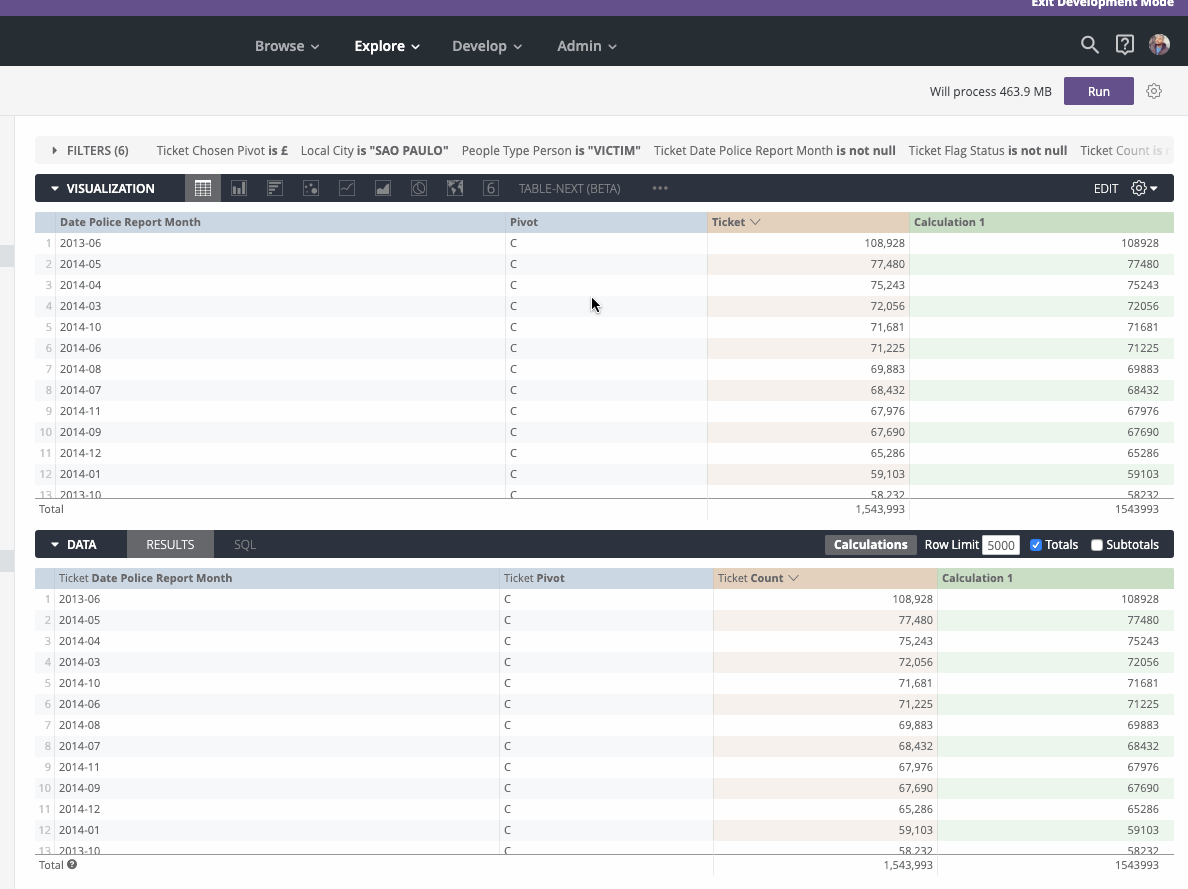 Exit Development Mode
Browse Explore Develop Admin
Will process 463.9 MB Run
FILTERS (6) Ticket Chosen Pivot is £ Local City is "SAO PAULO" People Type Person is "VICTIM" Ticket Date Police Report Month is not null Ticket Flag Status is not null Ticket Count is
VISUALIZATION 6 TABLE-NEXT (BETA) EDIT
Date Police Report Month Pivot Ticket Calculation 1
1 2013-06 C 108,928 108928
2 2014-05 C 77,480 77480
3 2014-04 C 75,243 75243
4 2014-03 C 72,056 72056
5 2014-10 C 71,681 71681
6 2014-06 C 71,225 71225
7 2014-08 C 69,883 69883
8 2014-07 C 68,432 68432
9 2014-11 C 67,976 67976
10 2014-09 C 67,690 67690
11 2014-12 C 65,286 65286
12 2014-01 C 59,103 59103
13 2013-10 C 58,232 58232
Total 1,543,993 1543993
DATA RESULTS SQL Calculations Row Limit 5000 Totals Subtotals
Ticket Date Police Report Month Ticket Pivot Ticket Count Calculation 1
1 2013-06 C 108,928 108928
2 2014-05 C 77,480 77480
3 2014-04 C 75,243 75243
4 2014-03 C 72,056 72056
5 2014-10 C 71,681 71681
6 2014-06 C 71,225 71225
7 2014-08 C 69,883 69883
8 2014-07 C 68,432 68432
9 2014-11 C 67,976 67976
10 2014-09 C 67,690 67690
11 2014-12 C 65,286 65286
12 2014-01 C 59,103 59103
13 2013-10 C 58,232 58232
Total 1,543,993 1543993